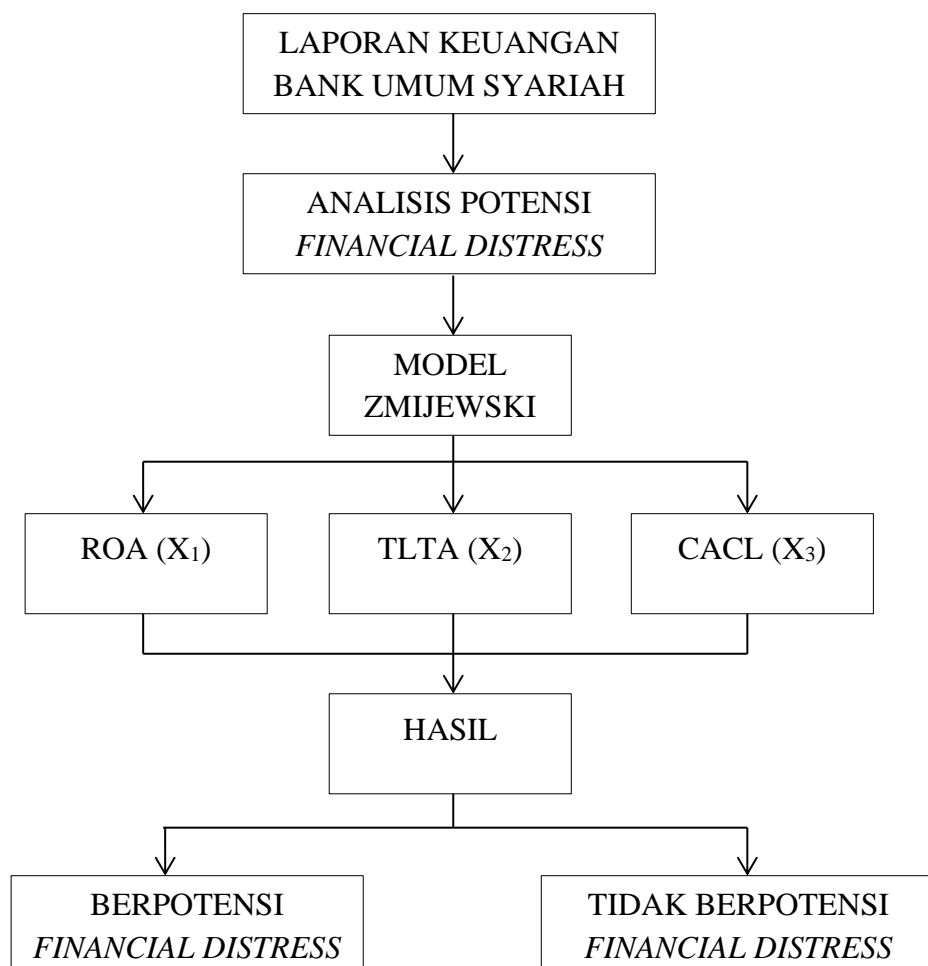 LAPORAN KEUANGAN
BANK UMUM SYARIAH
ANALISIS POTENSI
FINANCIAL DISTRESS
MODEL
ZMIJEWSKI
ROA (X₁)
TLTA (X₂)
CACL (X₃)
HASIL
BERPOTENSI
FINANCIAL DISTRESS
TIDAK BERPOTENSI
FINANCIAL DISTRESS